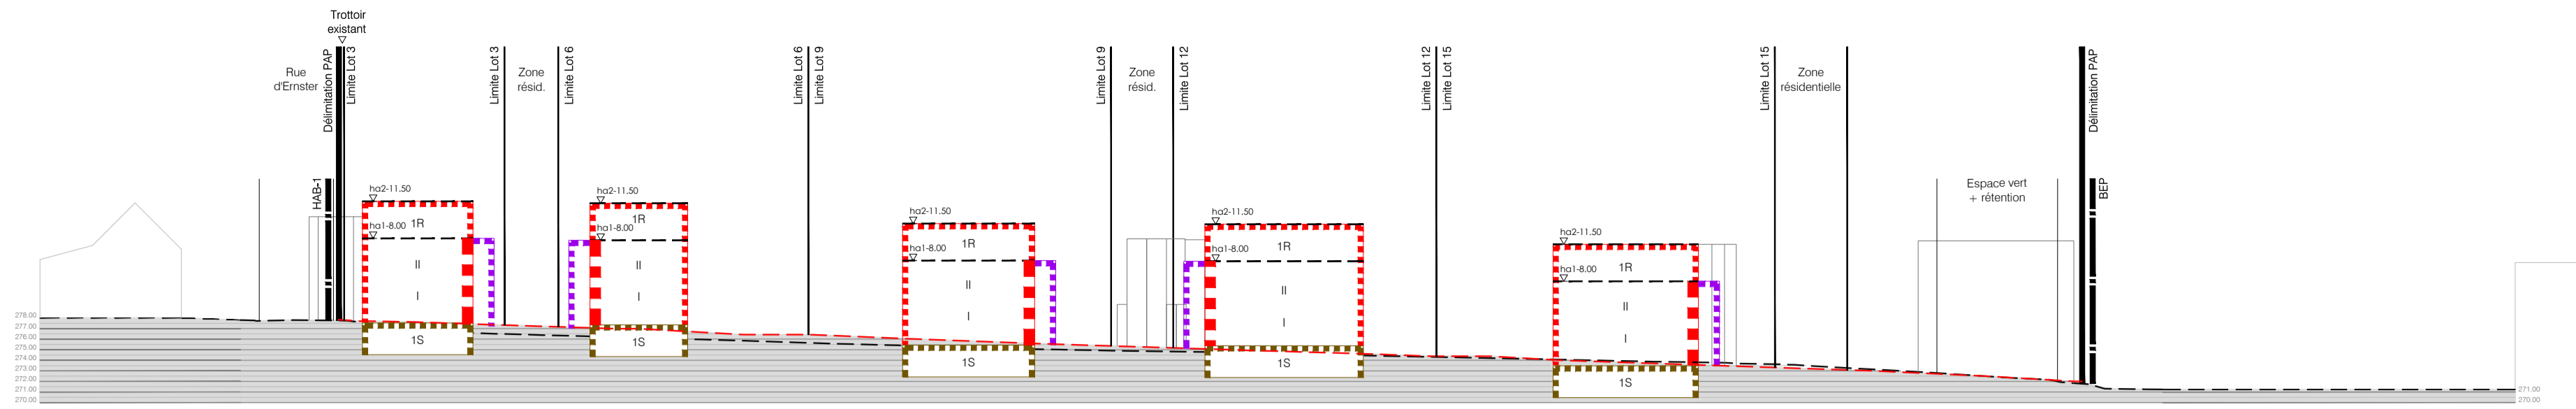 Trottoir
existant
Rue
d'Ernster
Délimitation PAP
Limite Lot 3
Limite Lot 3
Zone
résid.
Limite Lot 6
Limite Lot 6
Limite Lot 9
Limite Lot 9
Zone
résid.
Limite Lot 12
Limite Lot 12
Limite Lot 15
Limite Lot 15
Zone
résidentielle
Délimitation PAP
HAB-1
Espace vert
+ rétention
BEP
ha2-11.50
1R
ha1-8.00
II
I
1S
ha2-11.50
1R
ha1-8.00
II
I
1S
ha2-11.50
1R
ha1-8.00
II
I
1S
ha2-11.50
1R
ha1-8.00
II
I
1S
ha2-11.50
1R
ha1-8.00
II
I
1S
278.00
277.00
276.00
275.00
274.00
273.00
272.00
271.00
270.00
271.00
270.00